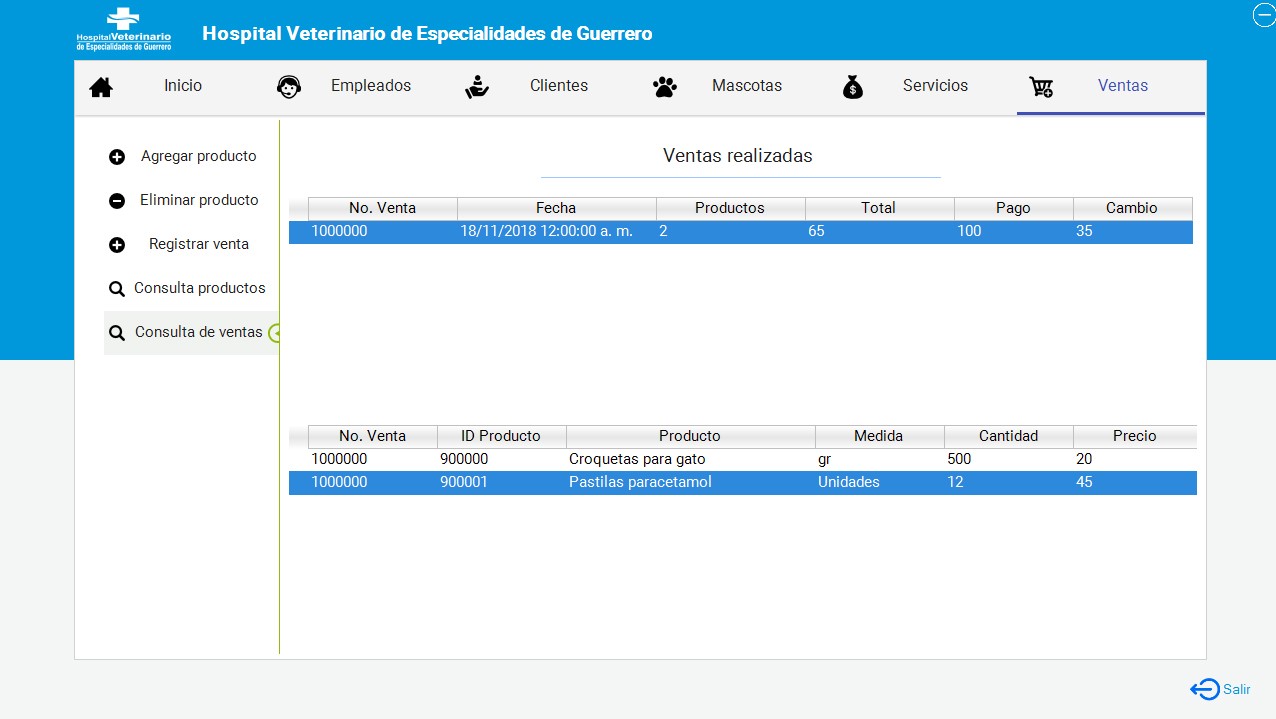 HospitalVeterinario
de Especialidades de Guerrero
Hospital Veterinario de Especialidades de Guerrero
Inicio Empleados Clientes Mascotas Servicios Ventas
Agregar producto
Eliminar producto
Registrar venta
Consulta productos
Consulta de ventas
Ventas realizadas
No. Venta Fecha Productos Total Pago Cambio
1000000 18/11/2018 12:00:00 a. m. 2 65 100 35
No. Venta ID Producto Producto Medida Cantidad Precio
1000000 900000 Croquetas para gato gr 500 20
1000000 900001 Pastilas paracetamol Unidades 12 45
Salir